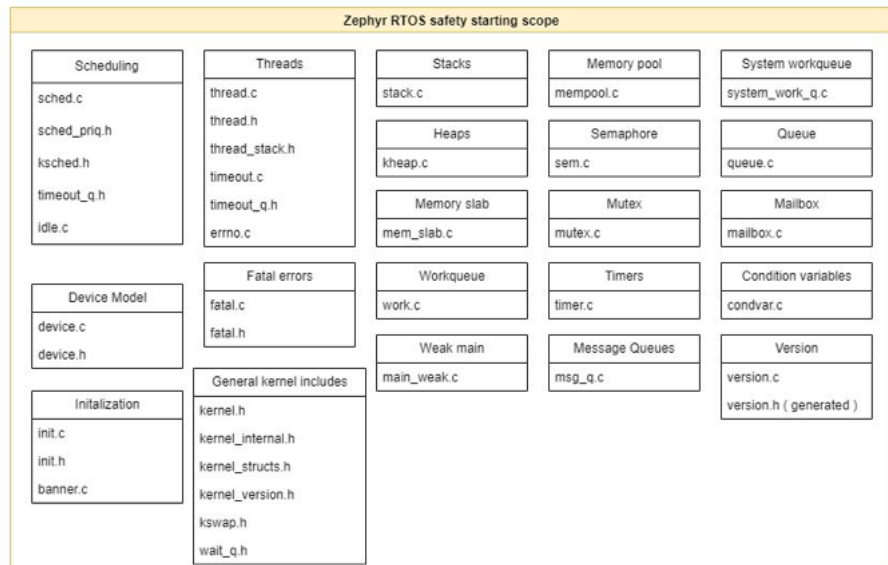 Zephyr RTOS safety starting scope
Scheduling
sched.c
sched_priq.h
ksched.h
timeout_q.h
idle.c
Device Model
device.c
device.h
Initalization
init.c
init.h
banner.c
Threads
thread.c
thread.h
thread_stack.h
timeout.c
timeout_q.h
errno.c
Fatal errors
fatal.c
fatal.h
General kernel includes
kernel.h
kernel_internal.h
kernel_structs.h
kernel_version.h
kswap.h
wait_q.h
Stacks
stack.c
Heaps
kheap.c
Memory slab
mem_slab.c
Workqueue
work.c
Weak main
main_weak.c
Memory pool
mempool.c
Semaphore
sem.c
Mutex
mutex.c
Timers
timer.c
Message Queues
msg_q.c
System workqueue
system_work_q.c
Queue
queue.c
Mailbox
mailbox.c
Condition variables
condvar.c
Version
version.c
version.h ( generated )